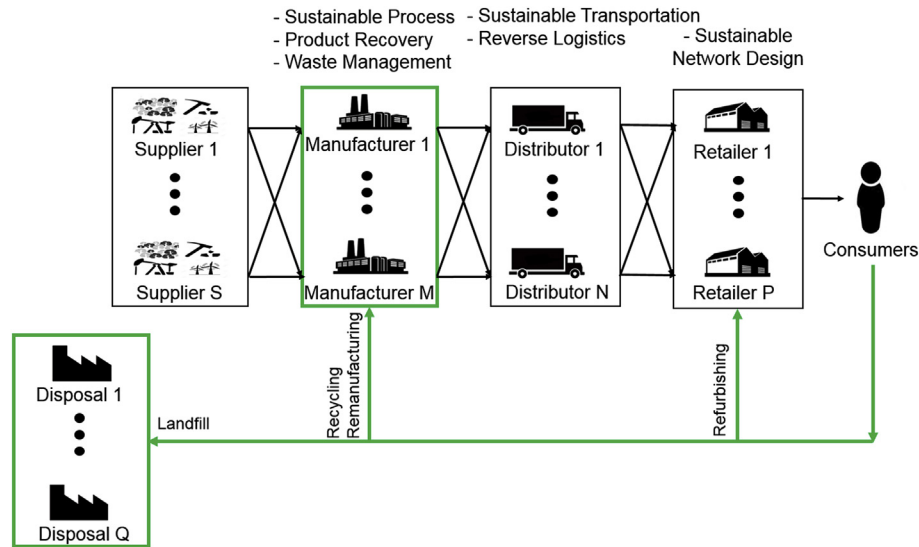 - Sustainable Process
- Product Recovery
- Waste Management
- Sustainable Transportation
- Reverse Logistics
- Sustainable
Network Design
Supplier 1
Manufacturer 1
Distributor 1
Retailer 1
Supplier S
Manufacturer M
Distributor N
Retailer P
Consumers
Disposal 1
Landfill
Recycling
Remanufacturing
Refurbishing
Disposal Q